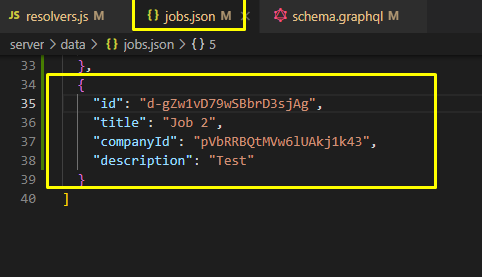 JS resolvers.js M {} jobs.json M × schema.graphql M
server > data > {} jobs.json > {} 5
33 },
34 {
35 "id": "d-gZw1vD79wSBbrD3sjAg",
36 "title": "Job 2",
37 "companyId": "pVbRRBQtMVw6lUAkj1k43",
38 "description": "Test"
39 }
40 ]